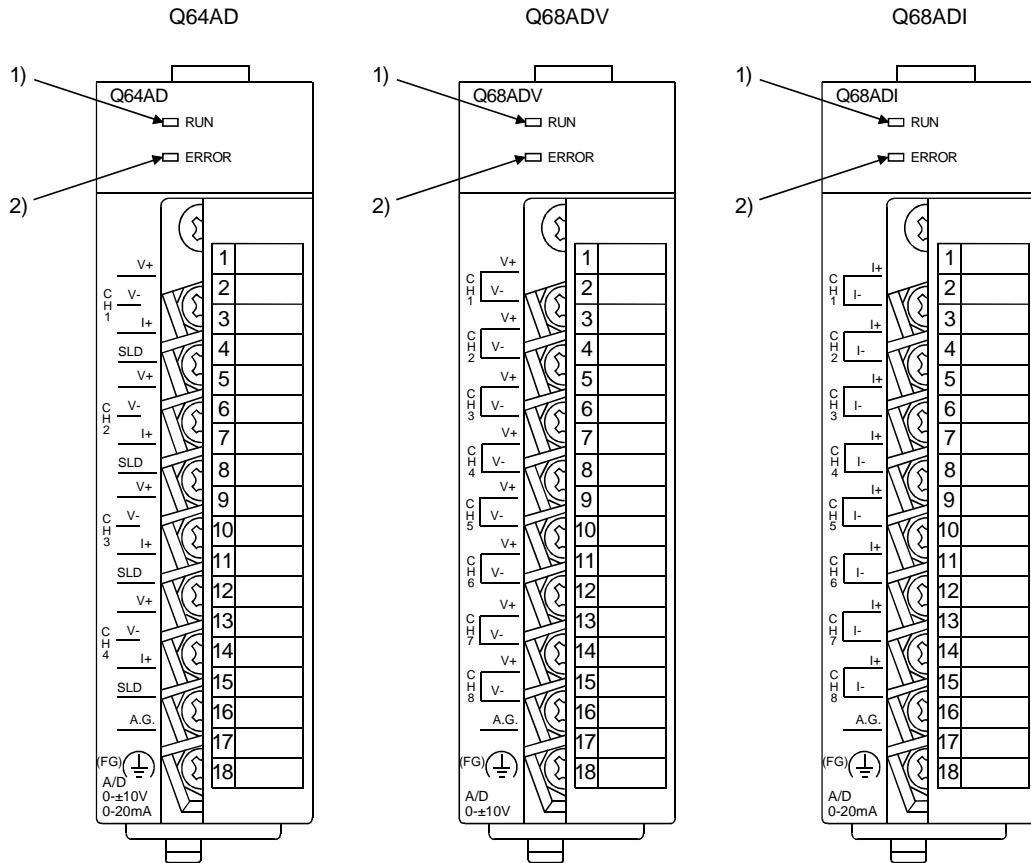 Q64AD
1)
Q64AD
RUN
ERROR
2)
V+
CH1
V-
I+
SLD
V+
CH2
V-
I+
SLD
V+
CH3
V-
I+
SLD
V+
CH4
V-
I+
SLD
A.G.
(FG)
A/D
0-±10V
0-20mA
1
2
3
4
5
6
7
8
9
10
11
12
13
14
15
16
17
18
Q68ADV
1)
Q68ADV
RUN
ERROR
2)
V+
CH1
V-
V+
CH2
V-
V+
CH3
V-
V+
CH4
V-
V+
CH5
V-
V+
CH6
V-
V+
CH7
V-
V+
CH8
V-
A.G.
(FG)
A/D
0-±10V
1
2
3
4
5
6
7
8
9
10
11
12
13
14
15
16
17
18
Q68ADI
1)
Q68ADI
RUN
ERROR
2)
I+
CH1
I-
I+
CH2
I-
I+
CH3
I-
I+
CH4
I-
I+
CH5
I-
I+
CH6
I-
I+
CH7
I-
I+
CH8
I-
A.G.
(FG)
A/D
0-20mA
1
2
3
4
5
6
7
8
9
10
11
12
13
14
15
16
17
18